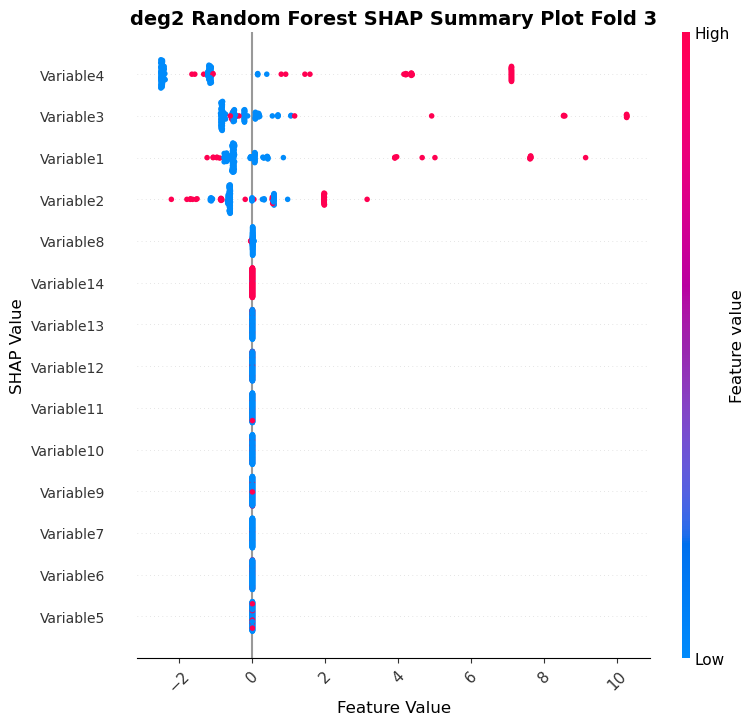 deg2 Random Forest SHAP Summary Plot Fold 3
High
Variable4
Variable3
Variable1
Variable2
Variable8
Variable14
Variable13
Variable12
Variable11
Variable10
Variable9
Variable7
Variable6
Variable5
SHAP Value
Feature value
Low
−2 0 2 4 6 8 10
Feature Value